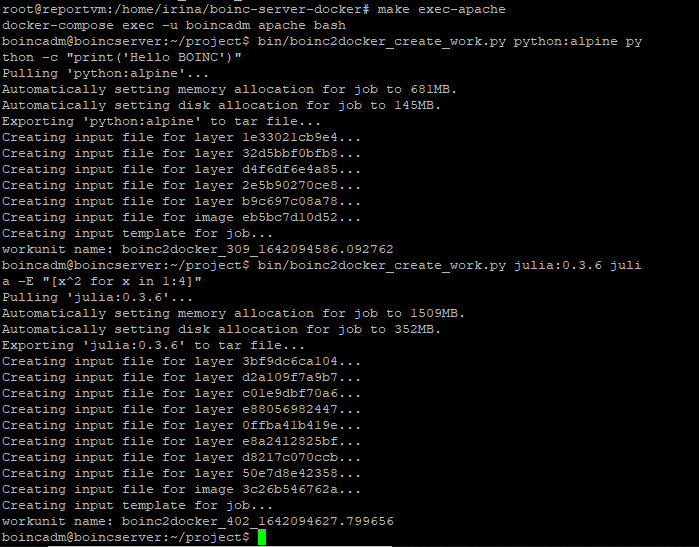 root@reportvm:/home/irina/boinc-server-docker# make exec-apache
docker-compose exec -u boincadm apache bash
boincadm@boincserver:~/project$ bin/boinc2docker_create_work.py python:alpine py
thon -c "print('Hello BOINC')"
Pulling 'python:alpine'...
Automatically setting memory allocation for job to 681MB.
Automatically setting disk allocation for job to 145MB.
Exporting 'python:alpine' to tar file...
Creating input file for layer 1e33021cb9e4...
Creating input file for layer 32d5bbf0bfb8...
Creating input file for layer d4f6df6e4a85...
Creating input file for layer 2e5b90270ce8...
Creating input file for layer b9c697c08a78...
Creating input file for image eb5bc7d10d52...
Creating input template for job...
workunit name: boinc2docker_309_1642094586.092762
boincadm@boincserver:~/project$ bin/boinc2docker_create_work.py julia:0.3.6 juli
a -E "[x^2 for x in 1:4]"
Pulling 'julia:0.3.6'...
Automatically setting memory allocation for job to 1509MB.
Automatically setting disk allocation for job to 352MB.
Exporting 'julia:0.3.6' to tar file...
Creating input file for layer 3bf9dc6ca104...
Creating input file for layer d2a109f7a9b7...
Creating input file for layer c01e9dbf70a6...
Creating input file for layer e88056982447...
Creating input file for layer 0ffba41b419e...
Creating input file for layer e8a2412825bf...
Creating input file for layer d8217c070ccb...
Creating input file for layer 50e7d8e42358...
Creating input file for image 3c26b546762a...
Creating input template for job...
workunit name: boinc2docker_402_1642094627.799656
boincadm@boincserver:~/project$